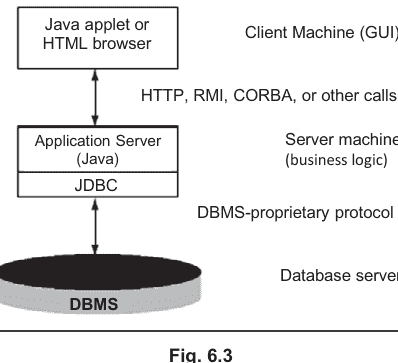 Java applet or
HTML browser
Client Machine (GUI)
HTTP, RMI, CORBA, or other calls
Application Server
(Java)
Server machine
(business logic)
JDBC
DBMS-proprietary protocol
Database server
DBMS
Fig. 6.3